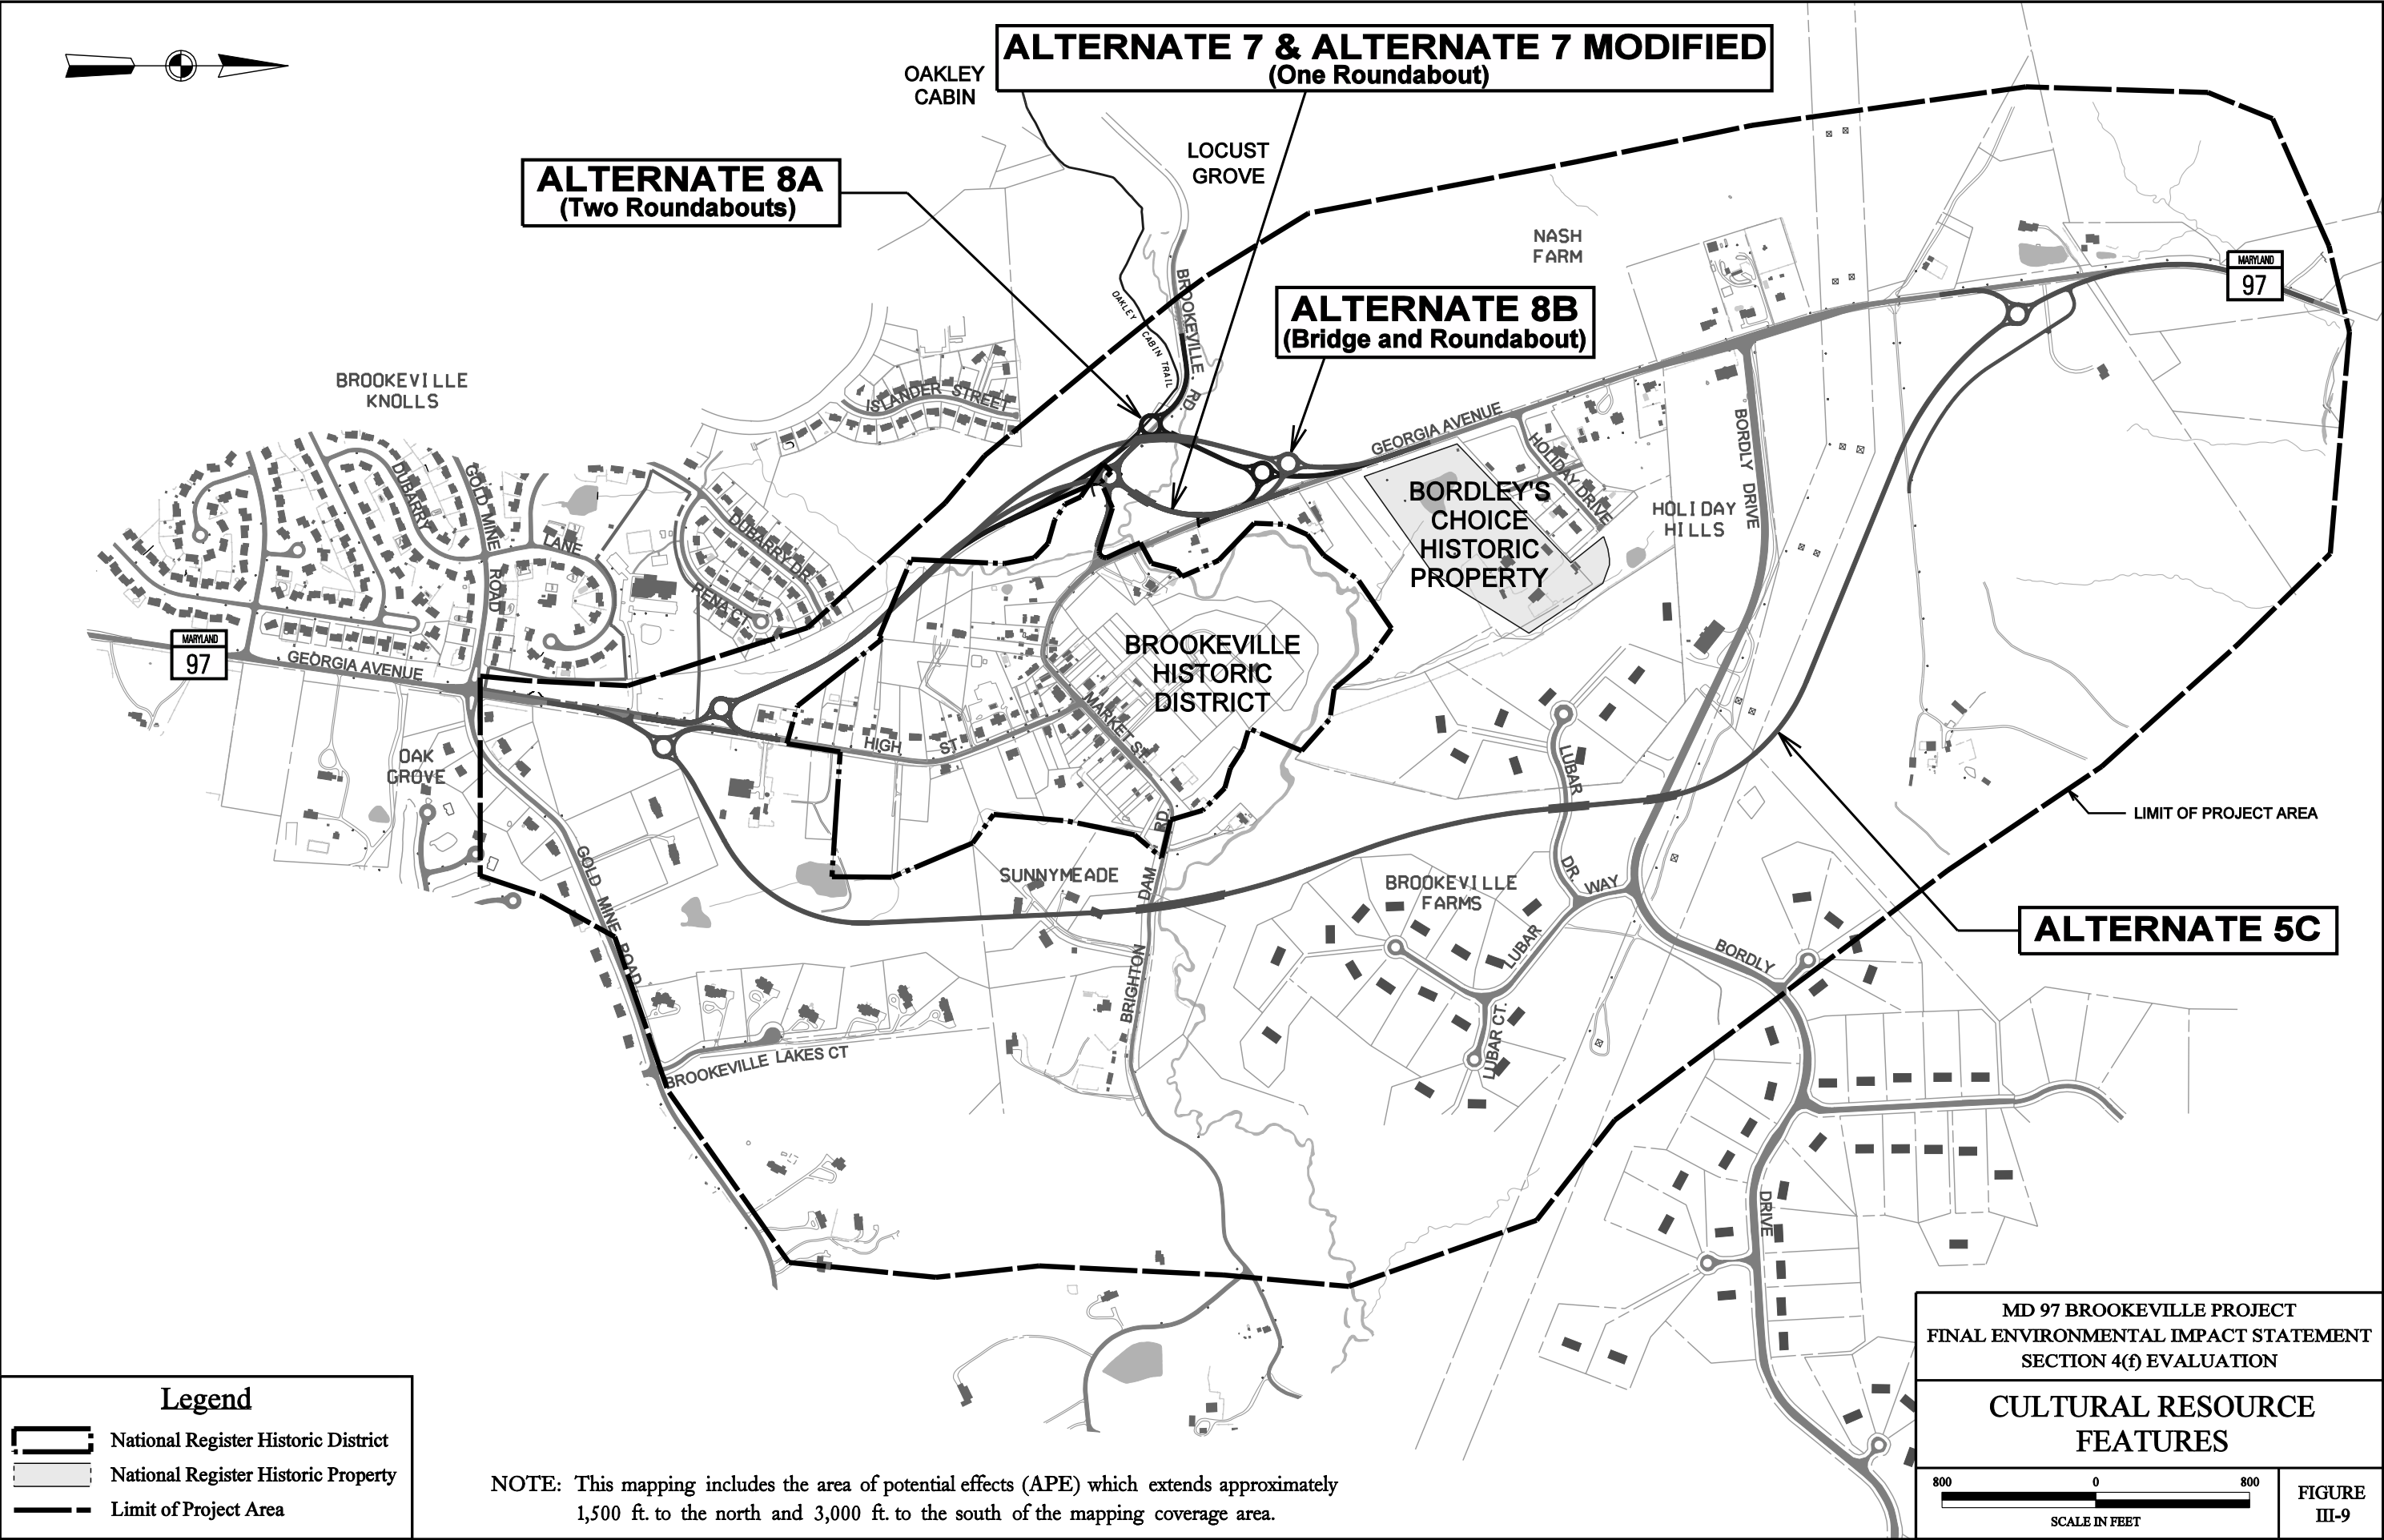 ALTERNATE 7 & ALTERNATE 7 MODIFIED
(One Roundabout)
OAKLEY
CABIN
LOCUST
GROVE
ALTERNATE 8A
(Two Roundabouts)
NASH
FARM
MARYLAND
97
BROOKEVILLE RD.
OAKLEY CABIN TRAIL
ALTERNATE 8B
(Bridge and Roundabout)
BROOKEVILLE
KNOLLS
ISLANDER STREET
GEORGIA AVENUE
HOLIDAY DRIVE
BORDLY DRIVE
DUBARRY
GOLD MINE ROAD
LANE
DUBARRY DR.
PENA CT.
BORDLEY'S
CHOICE
HISTORIC
PROPERTY
HOLIDAY
HILLS
MARYLAND
97
GEORGIA AVENUE
BROOKEVILLE
HISTORIC
DISTRICT
MARKET ST.
HIGH ST.
OAK
GROVE
LUBAR DR.
LIMIT OF PROJECT AREA
GOLD MINE ROAD
SUNNYMEADE
BRIGHTON DAM RD.
BROOKEVILLE
FARMS
WAY
LUBAR
BORDLY
ALTERNATE 5C
LUBAR CT.
BROOKEVILLE LAKES CT
DRIVE
MD 97 BROOKEVILLE PROJECT
FINAL ENVIRONMENTAL IMPACT STATEMENT
SECTION 4(f) EVALUATION
CULTURAL RESOURCE
FEATURES
800 0 800
SCALE IN FEET
FIGURE
III-9
Legend
National Register Historic District
National Register Historic Property
Limit of Project Area
NOTE: This mapping includes the area of potential effects (APE) which extends approximately
1,500 ft. to the north and 3,000 ft. to the south of the mapping coverage area.